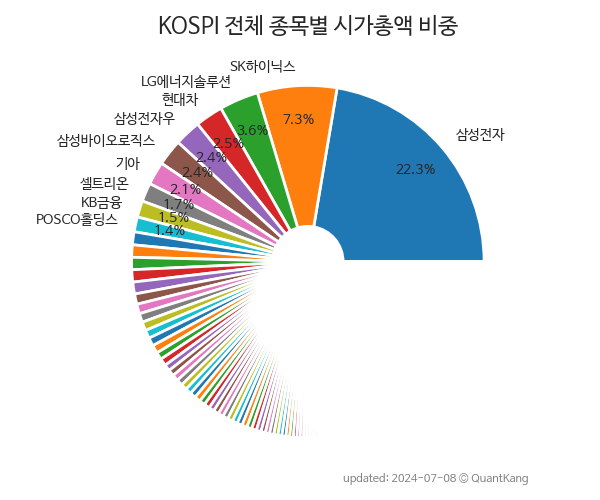 KOSPI 전체 종목별 시가총액 비중
SK하이닉스
LG에너지솔루션
현대차
삼성전자우
삼성바이오로직스
기아
셀트리온
KB금융
POSCO홀딩스
삼성전자
22.3%
7.3%
3.6%
2.5%
2.4%
2.4%
2.1%
1.7%
1.5%
1.4%
updated: 2024-07-08 © QuantKang